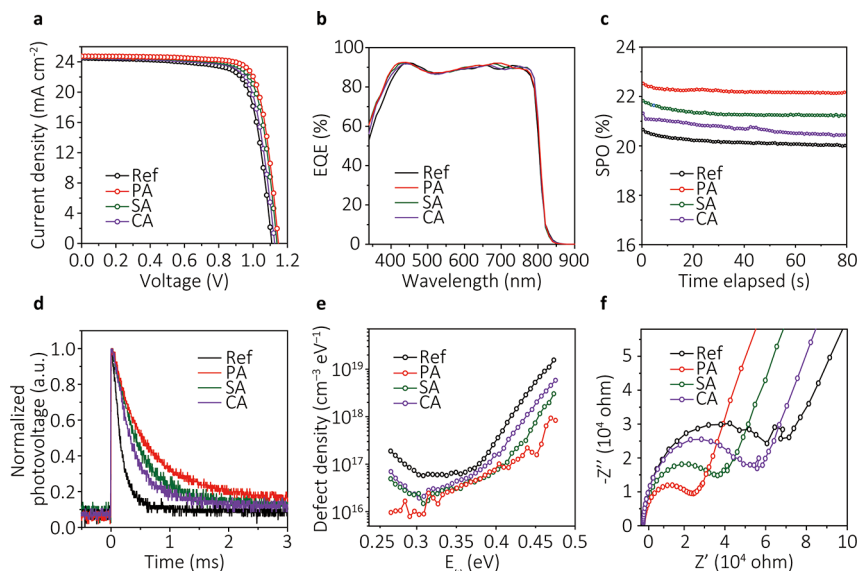 a
Current density (mA cm⁻²)
24
20
16
12
8
4
0
Ref
PA
SA
CA
0.0 0.2 0.4 0.6 0.8 1.0 1.2
Voltage (V)
b
EQE (%)
100
80
60
40
20
0
Ref
PA
SA
CA
400 500 600 700 800 900
Wavelength (nm)
c
SPO (%)
24
22
20
18
16
Ref
PA
SA
CA
0 20 40 60 80
Time elapsed (s)
d
Normalized
photovoltage (a.u.)
1.0
0.8
0.6
0.4
0.2
0.0
Ref
PA
SA
CA
0 1 2 3
Time (ms)
e
Defect density (cm⁻³ eV⁻¹)
10¹⁹
10¹⁸
10¹⁷
10¹⁶
Ref
PA
SA
CA
0.25 0.3 0.35 0.4 0.45 0.5
(eV)
f
-Z'' (10⁴ ohm)
5
4
3
2
1
0
Ref
PA
SA
CA
0 2 4 6 8 10
Z' (10⁴ ohm)